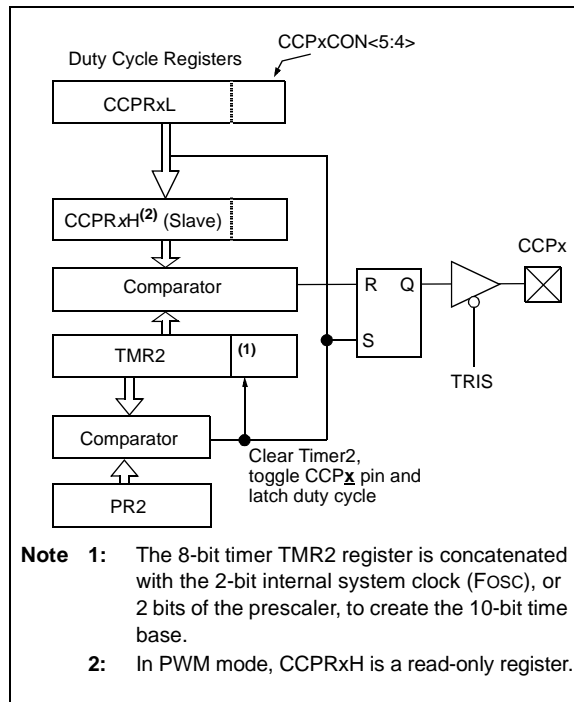 CCPxCON<5:4>
Duty Cycle Registers
CCPRxL
CCPRxH(2) (Slave)
CCPx
Comparator
R Q
TMR2
(1)
S
TRIS
Comparator
Clear Timer2,
toggle CCPx pin and
latch duty cycle
PR2
Note 1: The 8-bit timer TMR2 register is concatenated
with the 2-bit internal system clock (FOSC), or
2 bits of the prescaler, to create the 10-bit time
base.
2: In PWM mode, CCPRxH is a read-only register.